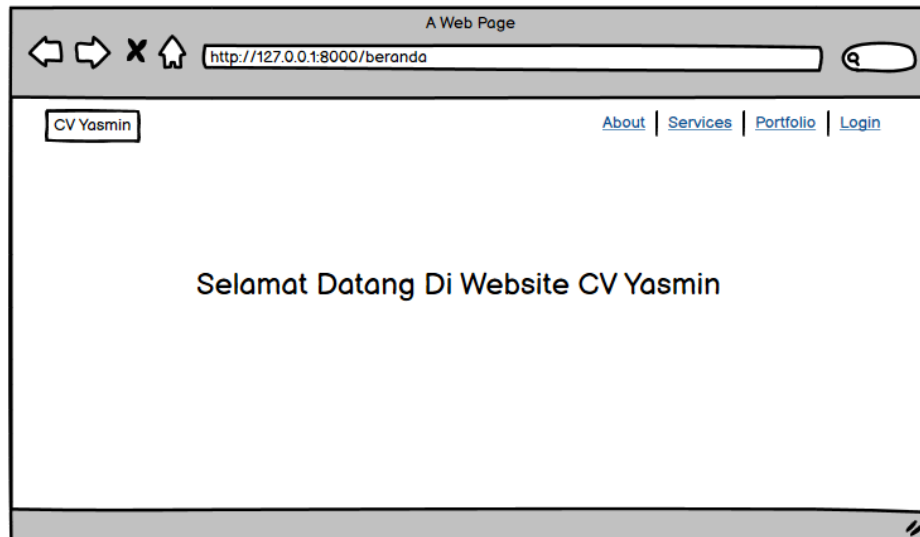 A Web Page
http://127.0.0.1:8000/beranda
CV Yasmin
About | Services | Portfolio | Login
Selamat Datang Di Website CV Yasmin